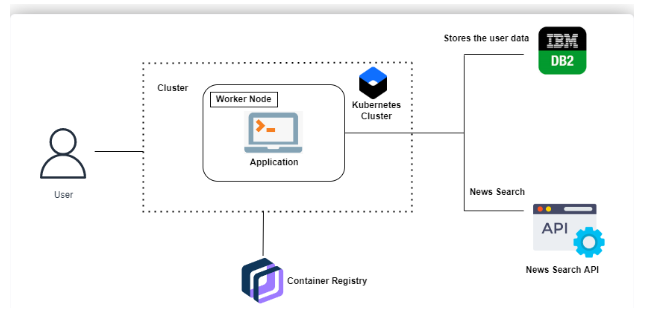 Stores the user data
IBM
DB2
Cluster
Worker Node
Kubernetes
Cluster
Application
User
News Search
API
News Search API
Container Registry